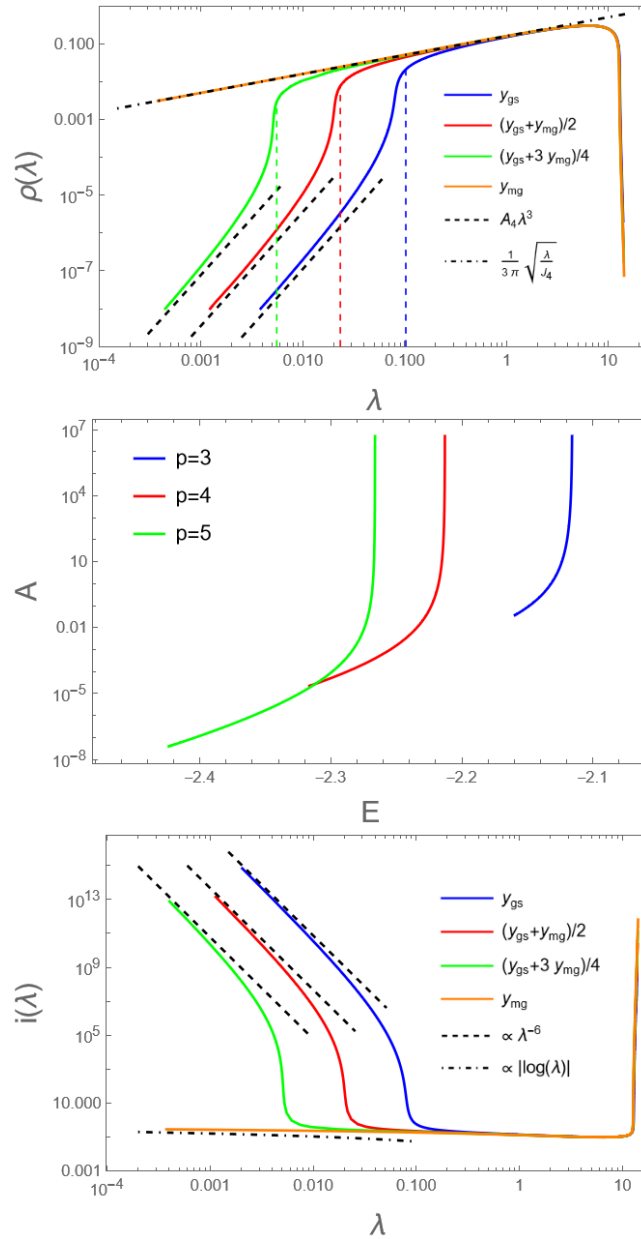 0.100
0.001
10⁻⁵
10⁻⁷
10⁻⁹
ρ(λ)
y_gs
(y_gs+y_mg)/2
(y_gs+3 y_mg)/4
y_mg
A₄λ³
1/(3 π) √(λ/J₄)
10⁻⁴ 0.001 0.010 0.100 1 10
λ
10⁷
10⁴
10
0.01
10⁻⁵
10⁻⁸
A
p=3
p=4
p=5
−2.4 −2.3 −2.2 −2.1
E
10¹³
10⁹
10⁵
10.000
0.001
i(λ)
y_gs
(y_gs+y_mg)/2
(y_gs+3 y_mg)/4
y_mg
∝ λ⁻⁶
∝ |log(λ)|
10⁻⁴ 0.001 0.010 0.100 1 10
λ